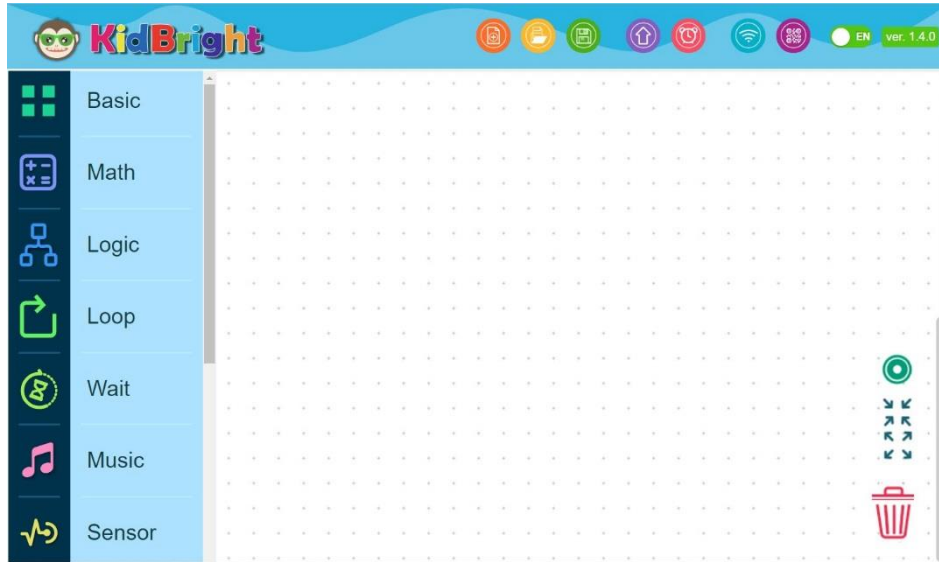 KidBright
EN
ver. 1.4.0
Basic
Math
Logic
Loop
Wait
Music
Sensor